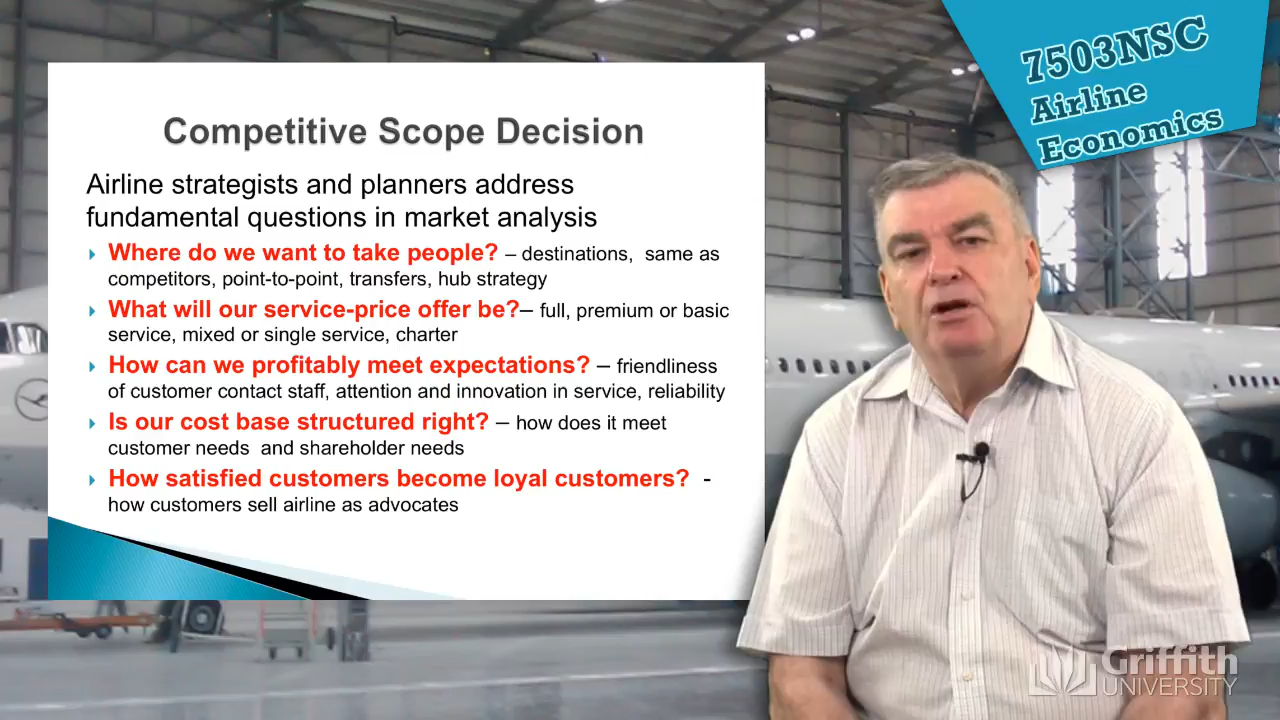 7503NSC
Airline
Economics
Competitive Scope Decision
Airline strategists and planners address
fundamental questions in market analysis
Where do we want to take people? – destinations, same as
competitors, point-to-point, transfers, hub strategy
What will our service-price offer be?– full, premium or basic
service, mixed or single service, charter
How can we profitably meet expectations? – friendliness
of customer contact staff, attention and innovation in service, reliability
Is our cost base structured right? – how does it meet
customer needs and shareholder needs
How satisfied customers become loyal customers? -
how customers sell airline as advocates
Griffith
UNIVERSITY